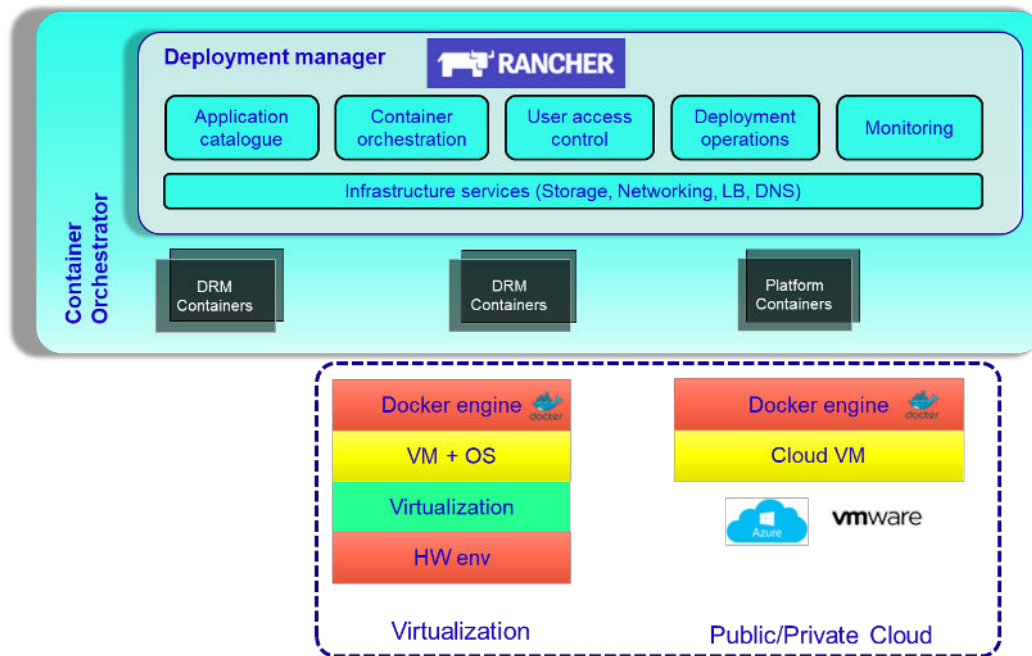 Deployment manager
RANCHER
Application
catalogue
Container
orchestration
User access
control
Deployment
operations
Monitoring
Infrastructure services (Storage, Networking, LB, DNS)
Container
Orchestrator
DRM
Containers
DRM
Containers
Platform
Containers
Docker engine
docker
VM + OS
Virtualization
HW env
Virtualization
Docker engine
docker
Cloud VM
Azure
vmware
Public/Private Cloud